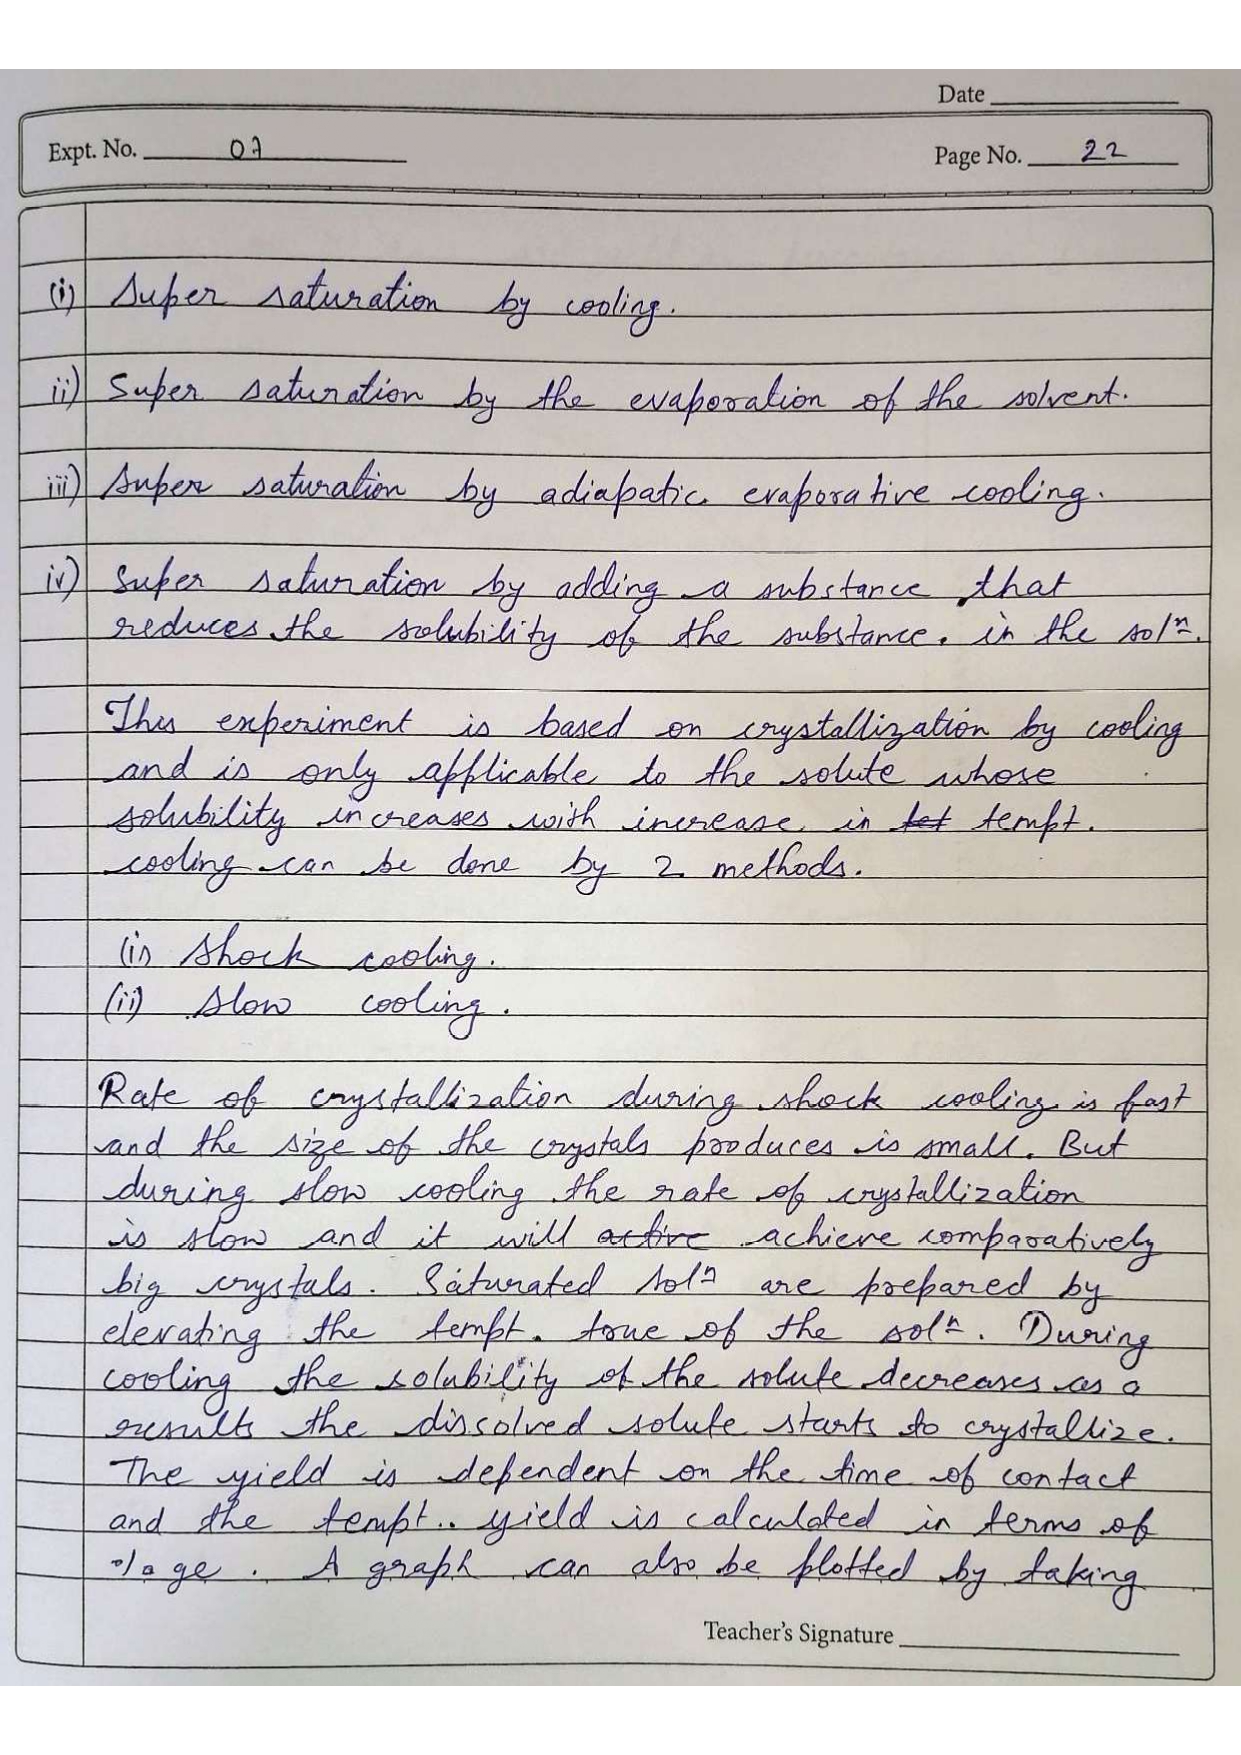 Date
Expt. No. 07
Page No. 22
(i) Super saturation by cooling.
ii) Super saturation by the evaporation of the solvent.
iii) Super saturation by adiapatic evaporative cooling.
iv) Super saturation by adding a substance that
reduces the solubility of the substance. in the solⁿ.
This experiment is based on crystallization by cooling
and is only applicable to the solute whose
solubility increases with increase in tempt.
cooling can be done by 2 methods.
(i) Shock cooling.
(ii) Slow cooling.
Rate of crystallization during shock cooling is fast
and the size of the crystals produces is small. But
during slow cooling the rate of crystallization
is slow and it will active achieve comparatively
big crystals. Saturated solⁿ are prepared by
elevating the tempt. of the solⁿ. During
cooling the solubility of the solute decreases as a
results the dissolved solute starts to crystallize.
The yield is dependent on the time of contact
and the tempt.. yield is calculated in terms of
%age. A graph can also be plotted by taking
Teacher's Signature